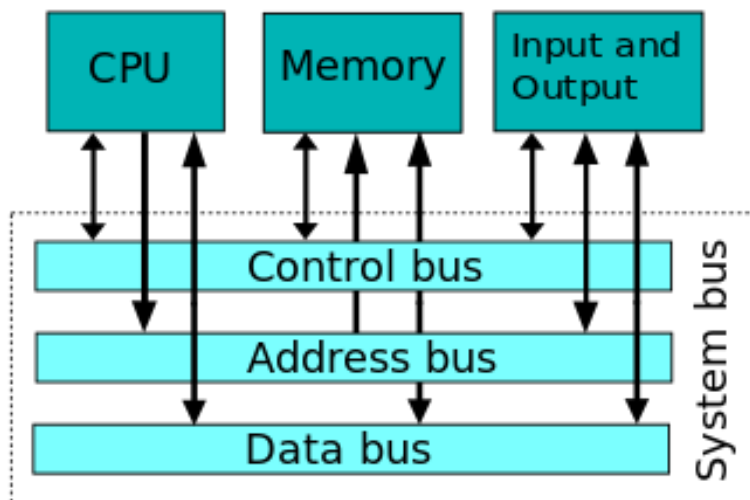 CPU
Memory
Input and
Output
Control bus
Address bus
Data bus
System bus